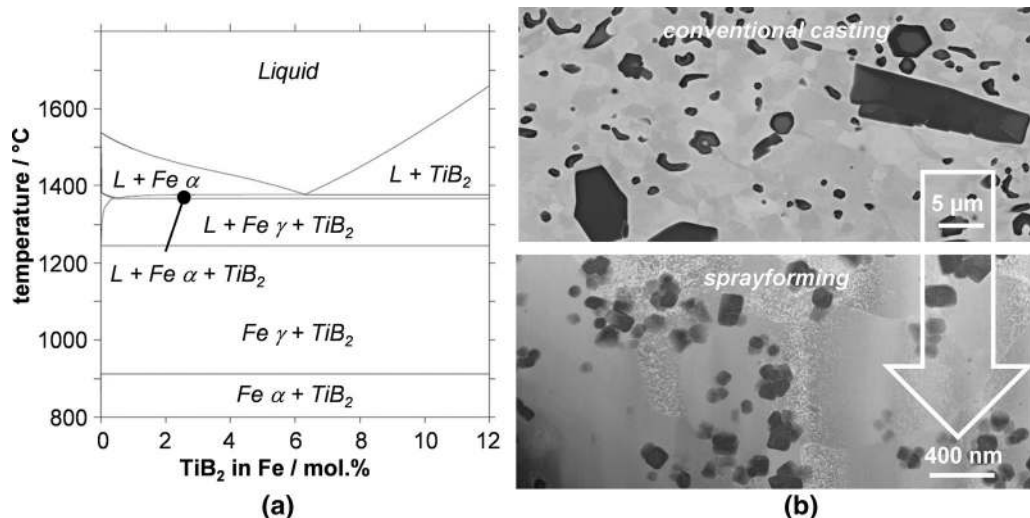 temperature / °C
1600
1400
1200
1000
800
Liquid
L + Fe α
L + TiB2
L + Fe γ + TiB2
L + Fe α + TiB2
Fe γ + TiB2
Fe α + TiB2
0 2 4 6 8 10 12
TiB2 in Fe / mol.%
(a)
conventional casting
5 µm
sprayforming
400 nm
(b)